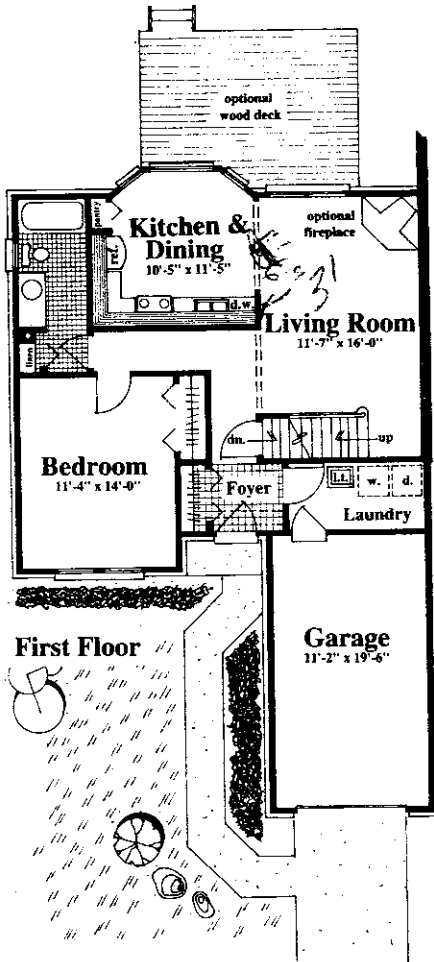 optional
wood deck
pantry
Kitchen &
Dining
10'-5" x 11'-5"
ref.
d.w.
optional
fireplace
3'
Living Room
11'-7" x 16'-0"
linen
Bedroom
11'-4" x 14'-0"
dn.
up
Foyer
l.t.
w.
d.
Laundry
First Floor
Garage
11'-2" x 19'-6"